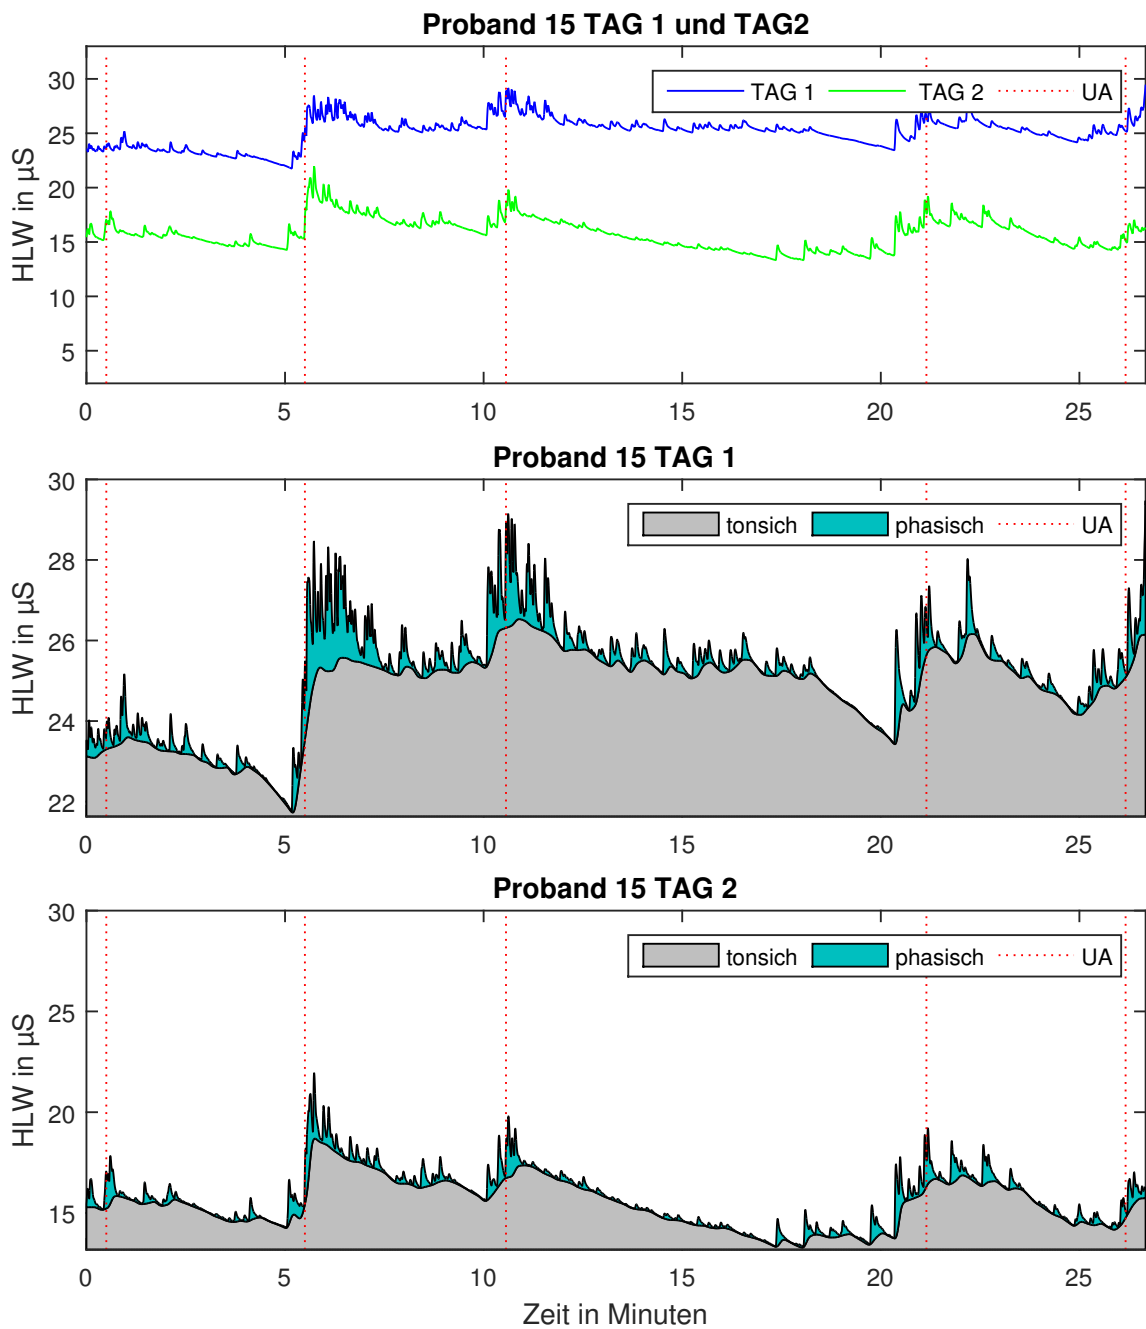 Proband 15 TAG 1 und TAG2
HLW in µS
30
25
20
15
10
5
TAG 1 TAG 2 UA
0 5 10 15 20 25
Proband 15 TAG 1
HLW in µS
30
28
26
24
22
tonsich phasisch UA
0 5 10 15 20 25
Proband 15 TAG 2
HLW in µS
30
25
20
15
tonsich phasisch UA
0 5 10 15 20 25
Zeit in Minuten